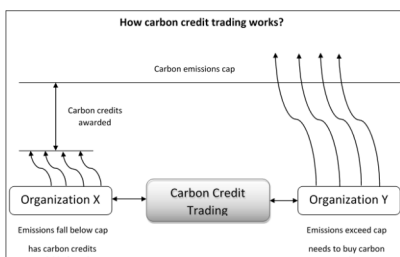 How carbon credit trading works?
Carbon emissions cap
Carbon credits
awarded
Organization X
Carbon Credit
Trading
Organization Y
Emissions fall below cap
has carbon credits
Emissions exceed cap
needs to buy carbon